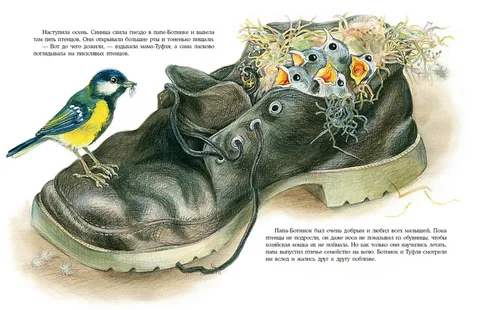 Наступила осень. Синица свила гнездо в папе-Ботинке и вывела
там пять птенцов. Они открывали большие рты и тоненько пищали.
— Вот до чего дожили, — вздыхала мама-Туфля, а сама ласково
поглядывала на писклявых птенцов.
Папа-Ботинок был очень добрым и любил всех малышей. Пока
птенцы не подросли, он даже носа не показывал из обувницы, чтобы
хозяйская кошка их не поймала. Но как только они научились летать,
папа выпустил птичье семейство на волю. Ботинок и Туфля смотрели
им вслед и жались друг к другу поближе.